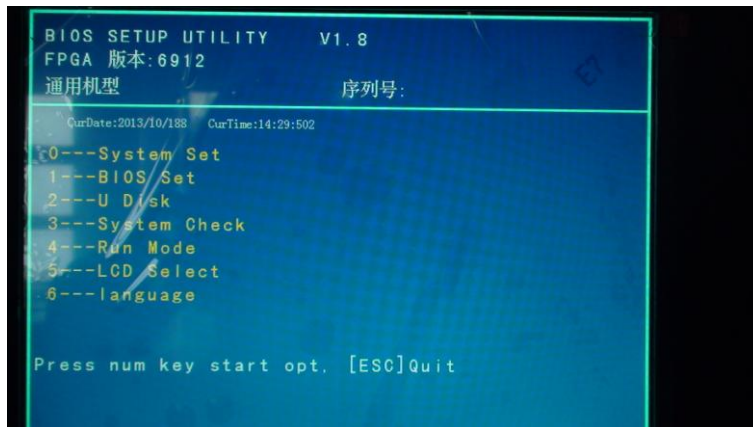 BIOS SETUP UTILITY V1.8
FPGA 版本:6912
通用机型 序列号:
CurDate:2013/10/188 CurTime:14:29:502
0---System Set
1---BIOS Set
2---U Disk
3---System Check
4---Run Mode
5---LCD Select
6---language
Press num key start opt. [ESC]Quit
E7